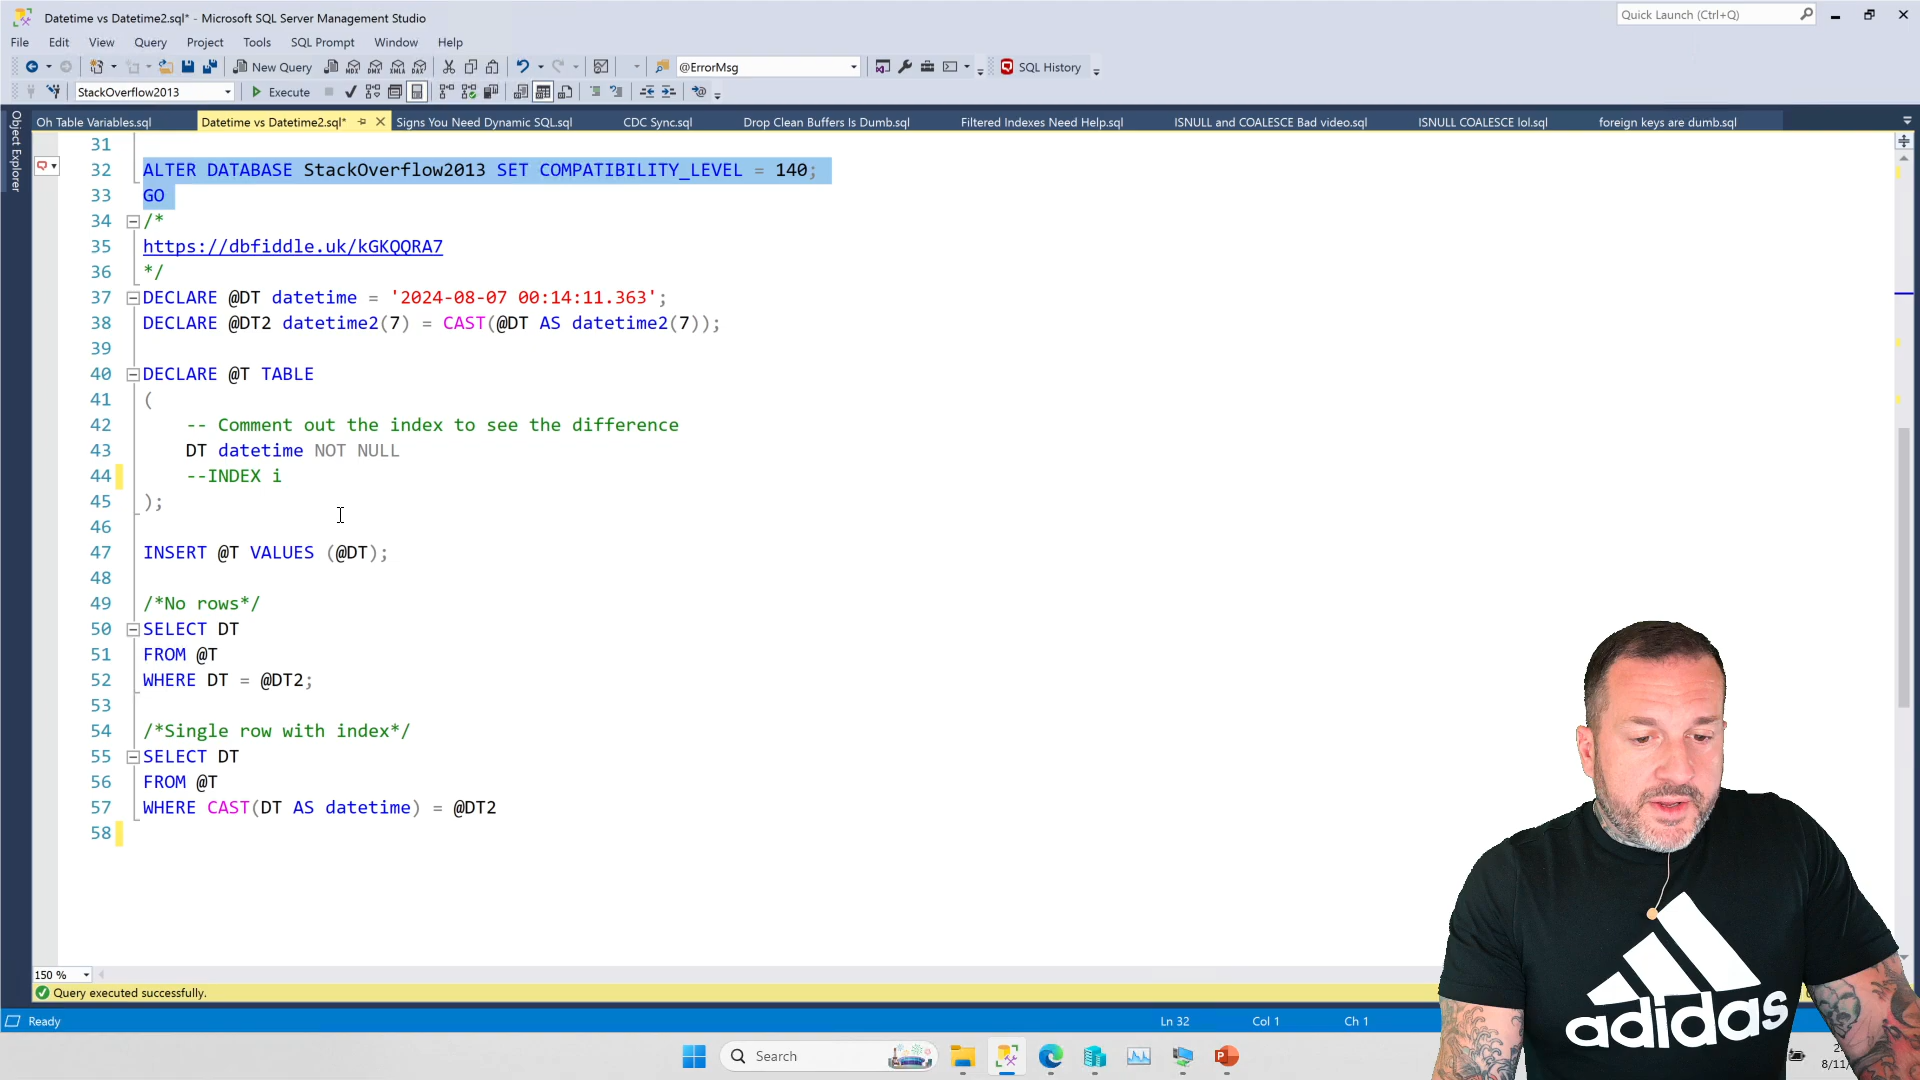 Datetime vs Datetime2.sql* - Microsoft SQL Server Management Studio
Quick Launch (Ctrl+Q)
File Edit View Query Project Tools SQL Prompt Window Help
New Query
@ErrorMsg
SQL History
StackOverflow2013
Execute
Object Explorer
Oh Table Variables.sql
Datetime vs Datetime2.sql*
Signs You Need Dynamic SQL.sql
CDC Sync.sql
Drop Clean Buffers Is Dumb.sql
Filtered Indexes Need Help.sql
ISNULL and COALESCE Bad video.sql
ISNULL COALESCE lol.sql
foreign keys are dumb.sql
31
32 ALTER DATABASE StackOverflow2013 SET COMPATIBILITY_LEVEL = 140;
33 GO
34 /*
35 https://dbfiddle.uk/kGKQQRA7
36 */
37 DECLARE @DT datetime = '2024-08-07 00:14:11.363';
38 DECLARE @DT2 datetime2(7) = CAST(@DT AS datetime2(7));
39
40 DECLARE @T TABLE
41 (
42 -- Comment out the index to see the difference
43 DT datetime NOT NULL
44 --INDEX i
45 );
46
47 INSERT @T VALUES (@DT);
48
49 /*No rows*/
50 SELECT DT
51 FROM @T
52 WHERE DT = @DT2;
53
54 /*Single row with index*/
55 SELECT DT
56 FROM @T
57 WHERE CAST(DT AS datetime) = @DT2
58
150 %
Query executed successfully.
Ready
Ln 32
Col 1
Ch 1
Search
adidas